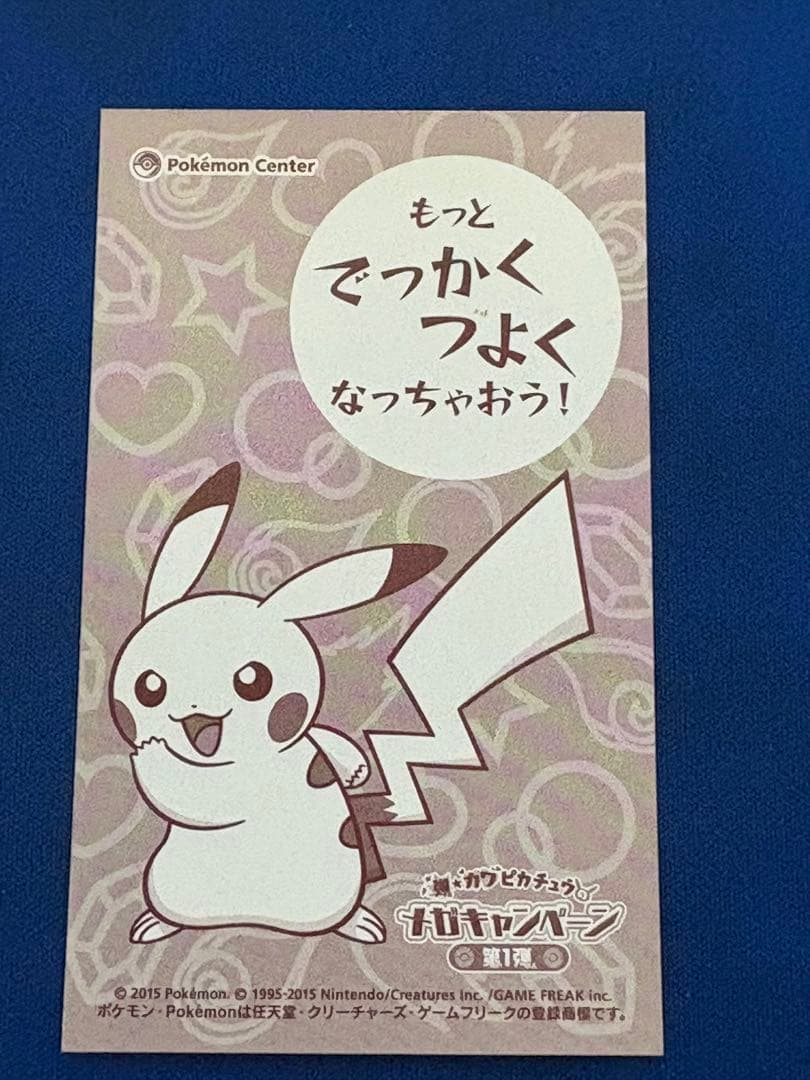 Pokémon Center
もっと
でっかく
つよく
なっちゃおう!
激★カワピカチュウ
メガキャンペーン
第1弾
© 2015 Pokémon. © 1995-2015 Nintendo/Creatures Inc. /GAME FREAK inc.
ポケモン・Pokémonは任天堂・クリーチャーズ・ゲームフリークの登録商標です。